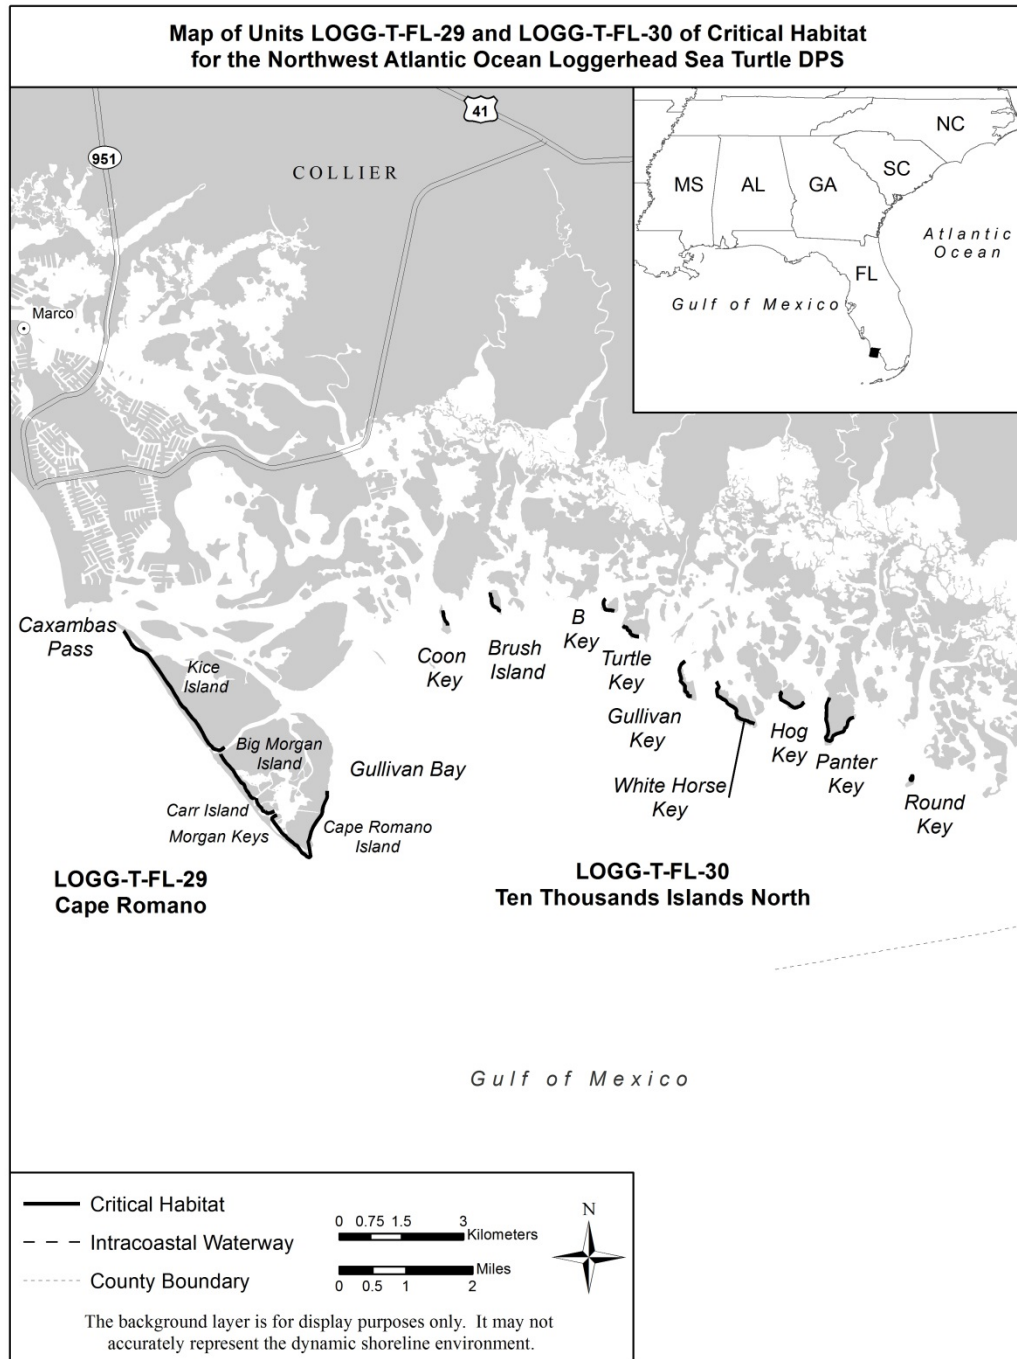 Map of Units LOGG-T-FL-29 and LOGG-T-FL-30 of Critical Habitat
for the Northwest Atlantic Ocean Loggerhead Sea Turtle DPS
41
951
COLLIER
Marco
NC
SC
MS
AL
GA
FL
Atlantic
Ocean
Gulf of Mexico
Caxambas
Pass
Kice
Island
Big Morgan
Island
Carr Island
Morgan Keys
Cape Romano
Island
Gullivan Bay
Coon
Key
Brush
Island
B
Key
Turtle
Key
Gullivan
Key
White Horse
Key
Hog
Key
Panter
Key
Round
Key
LOGG-T-FL-29
Cape Romano
LOGG-T-FL-30
Ten Thousands Islands North
Gulf of Mexico
Critical Habitat
Intracoastal Waterway
County Boundary
0 0.75 1.5 3
Kilometers
Miles
0 0.5 1 2
N
The background layer is for display purposes only. It may not
accurately represent the dynamic shoreline environment.